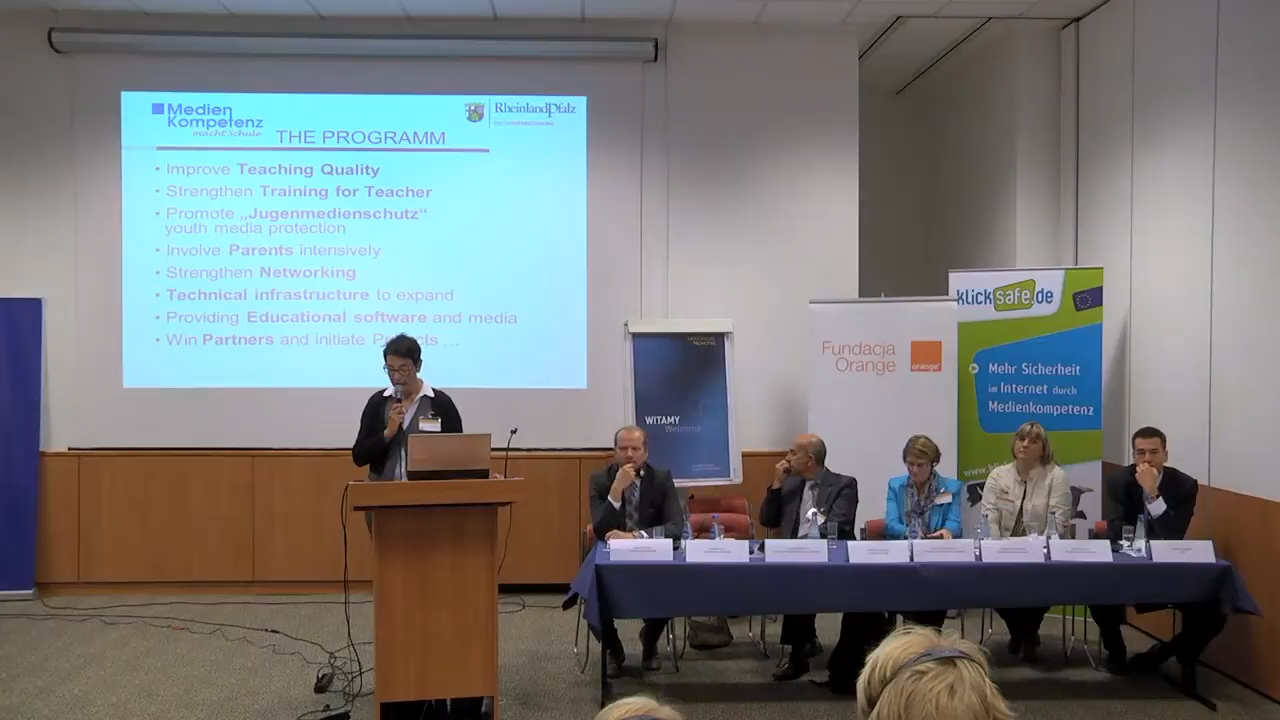 Medien
Kompetenz
macht Schule
RheinlandPfalz
THE PROGRAMM
• Improve Teaching Quality
• Strengthen Training for Teacher
• Promote „Jugenmedienschutz“
youth media protection
• Involve Parents intensively
• Strengthen Networking
• Technical infrastructure to expand
• Providing Educational software and media
• Win Partners and initiate Projects ...
WITAMY
Welcome
Fundacja
Orange
orange
klicksafe.de
Mehr Sicherheit
im Internet durch
Medienkompetenz